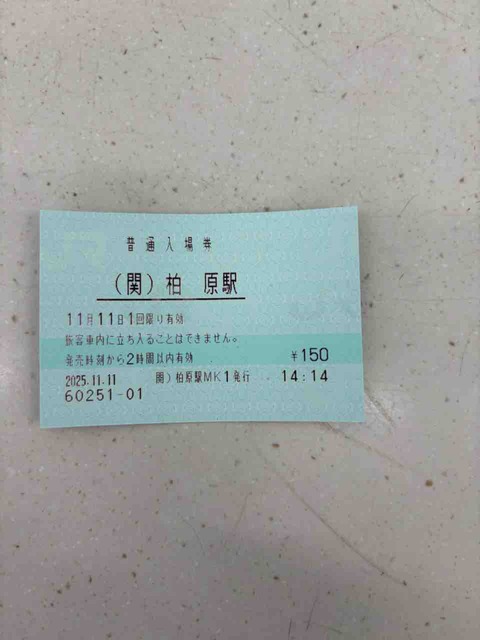 普通入場券
（関）柏　原駅
11月11日1回限り有効
旅客車内に立ち入ることはできません。
発売時刻から2時間以内有効　¥150
2025.11.11　関）柏原駅MK1発行　14:14
60251-01